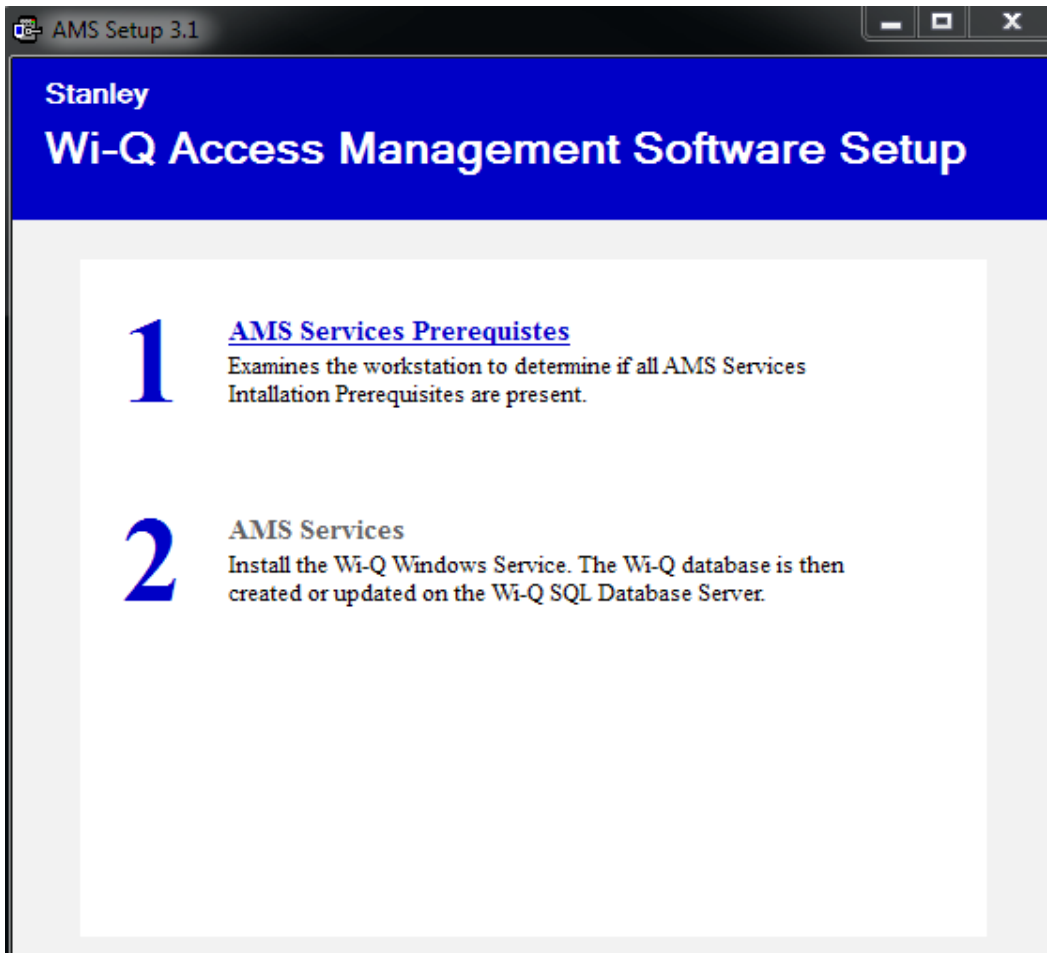 AMS Setup 3.1
Stanley
Wi-Q Access Management Software Setup
1
AMS Services Prerequistes
Examines the workstation to determine if all AMS Services
Intallation Prerequisites are present.
2
AMS Services
Install the Wi-Q Windows Service. The Wi-Q database is then
created or updated on the Wi-Q SQL Database Server.